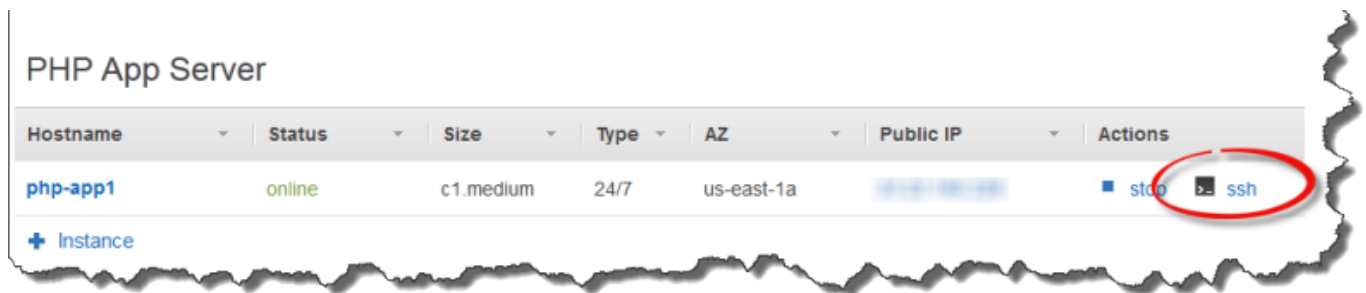 PHP App Server
Hostname Status Size Type AZ Public IP Actions
php-app1 online c1.medium 24/7 us-east-1a stop ssh
Instance